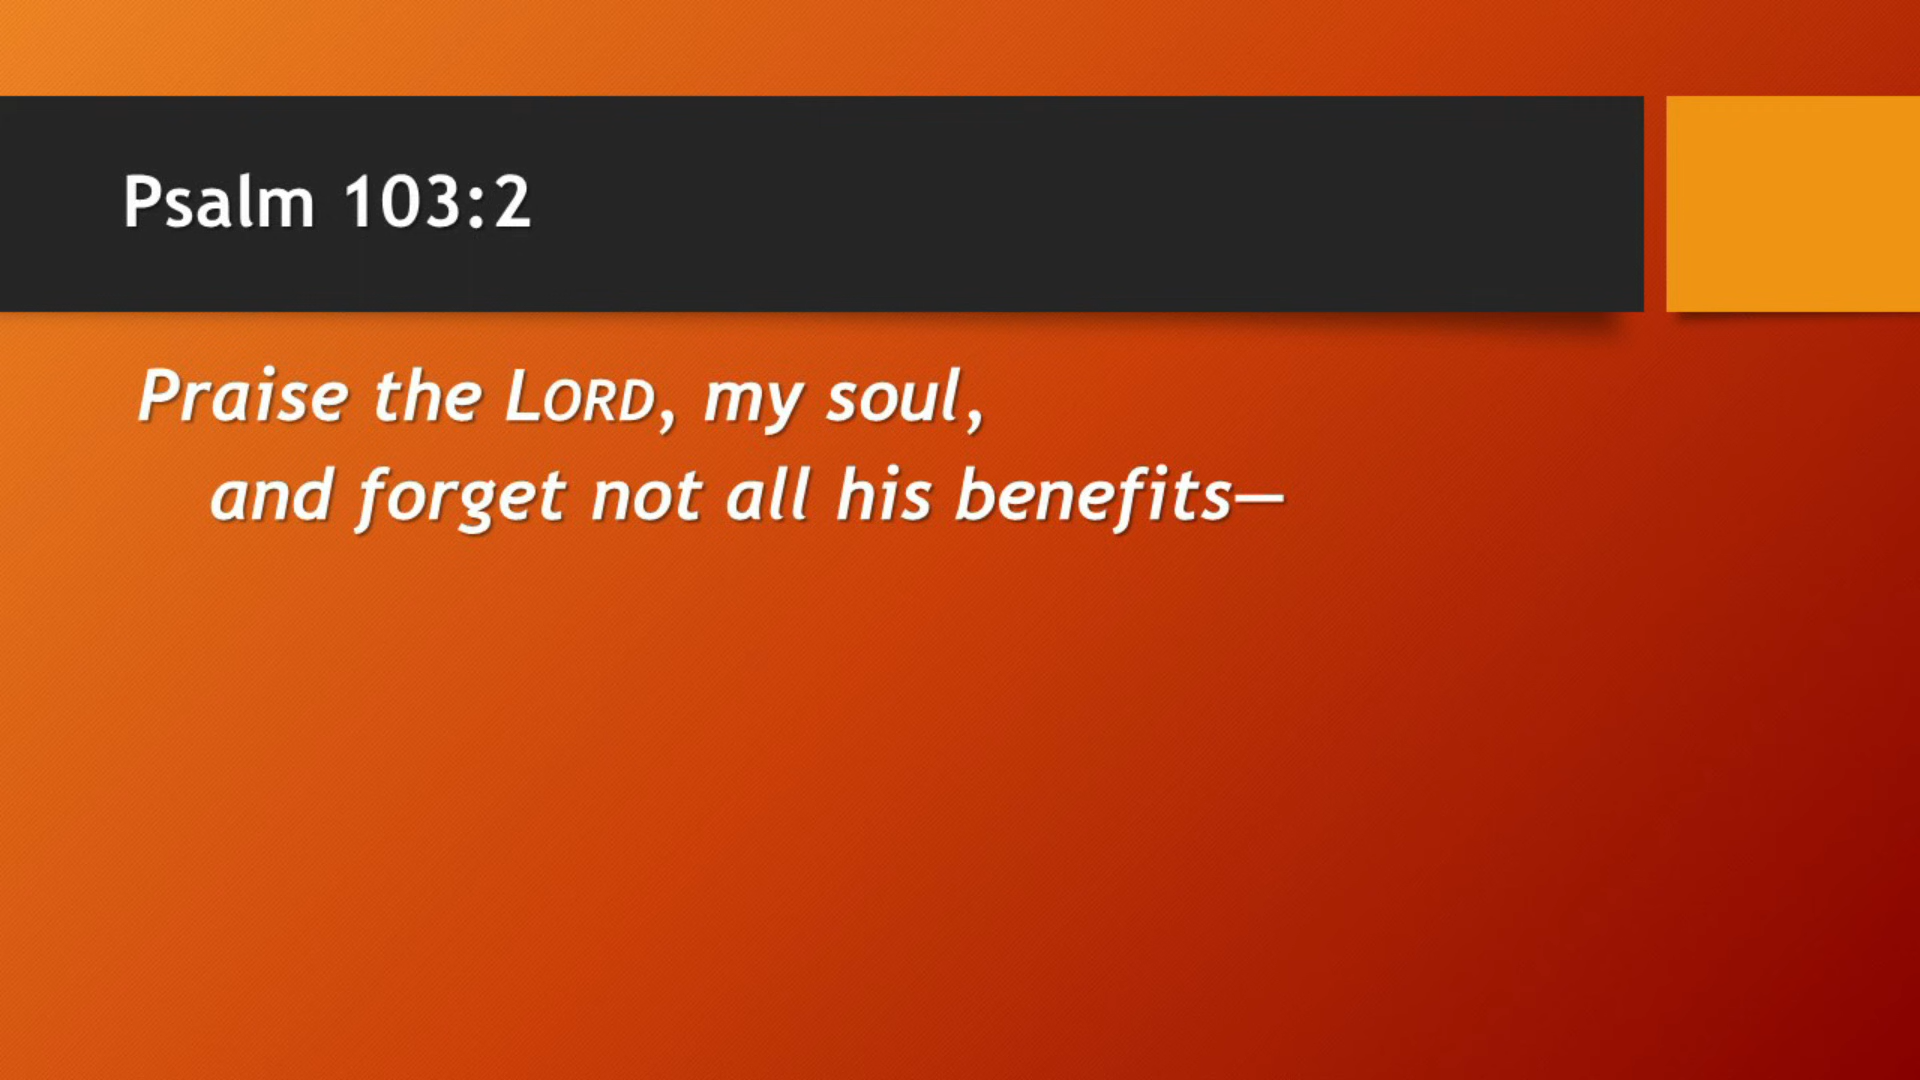 Psalm 103:2
Praise the LORD, my soul,
and forget not all his benefits—